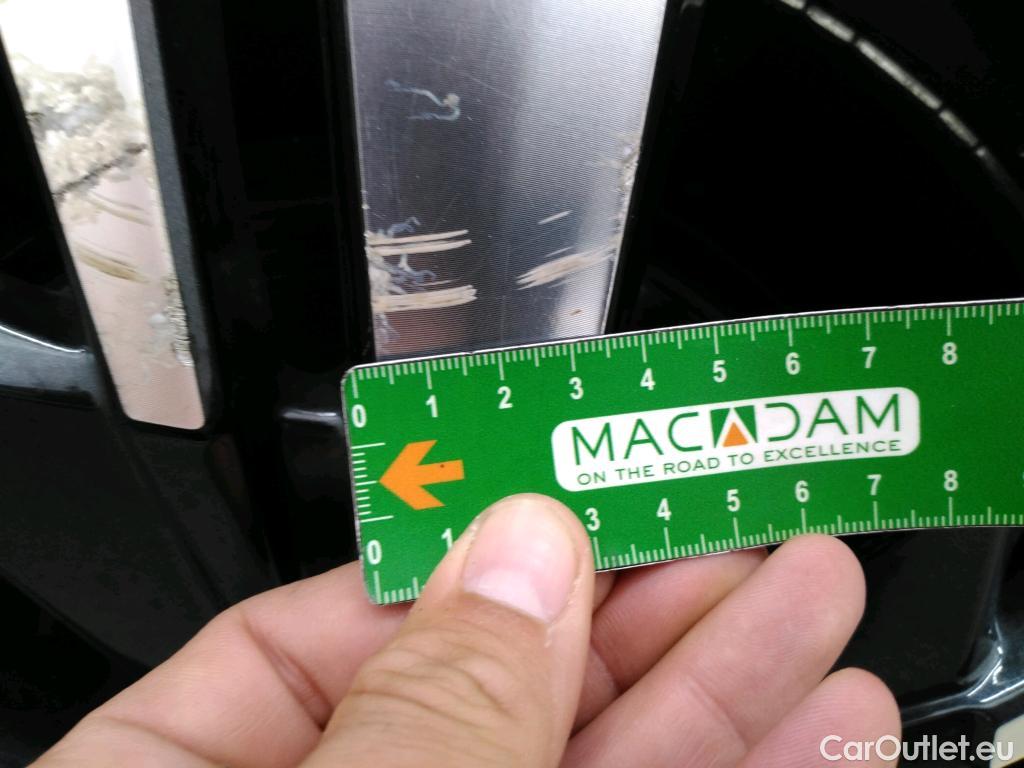 0 1 2 3 4 5 6 7 8
MACADAM
ON THE ROAD TO EXCELLENCE
0 1 3 4 5 6 7 8
CarOutlet.eu